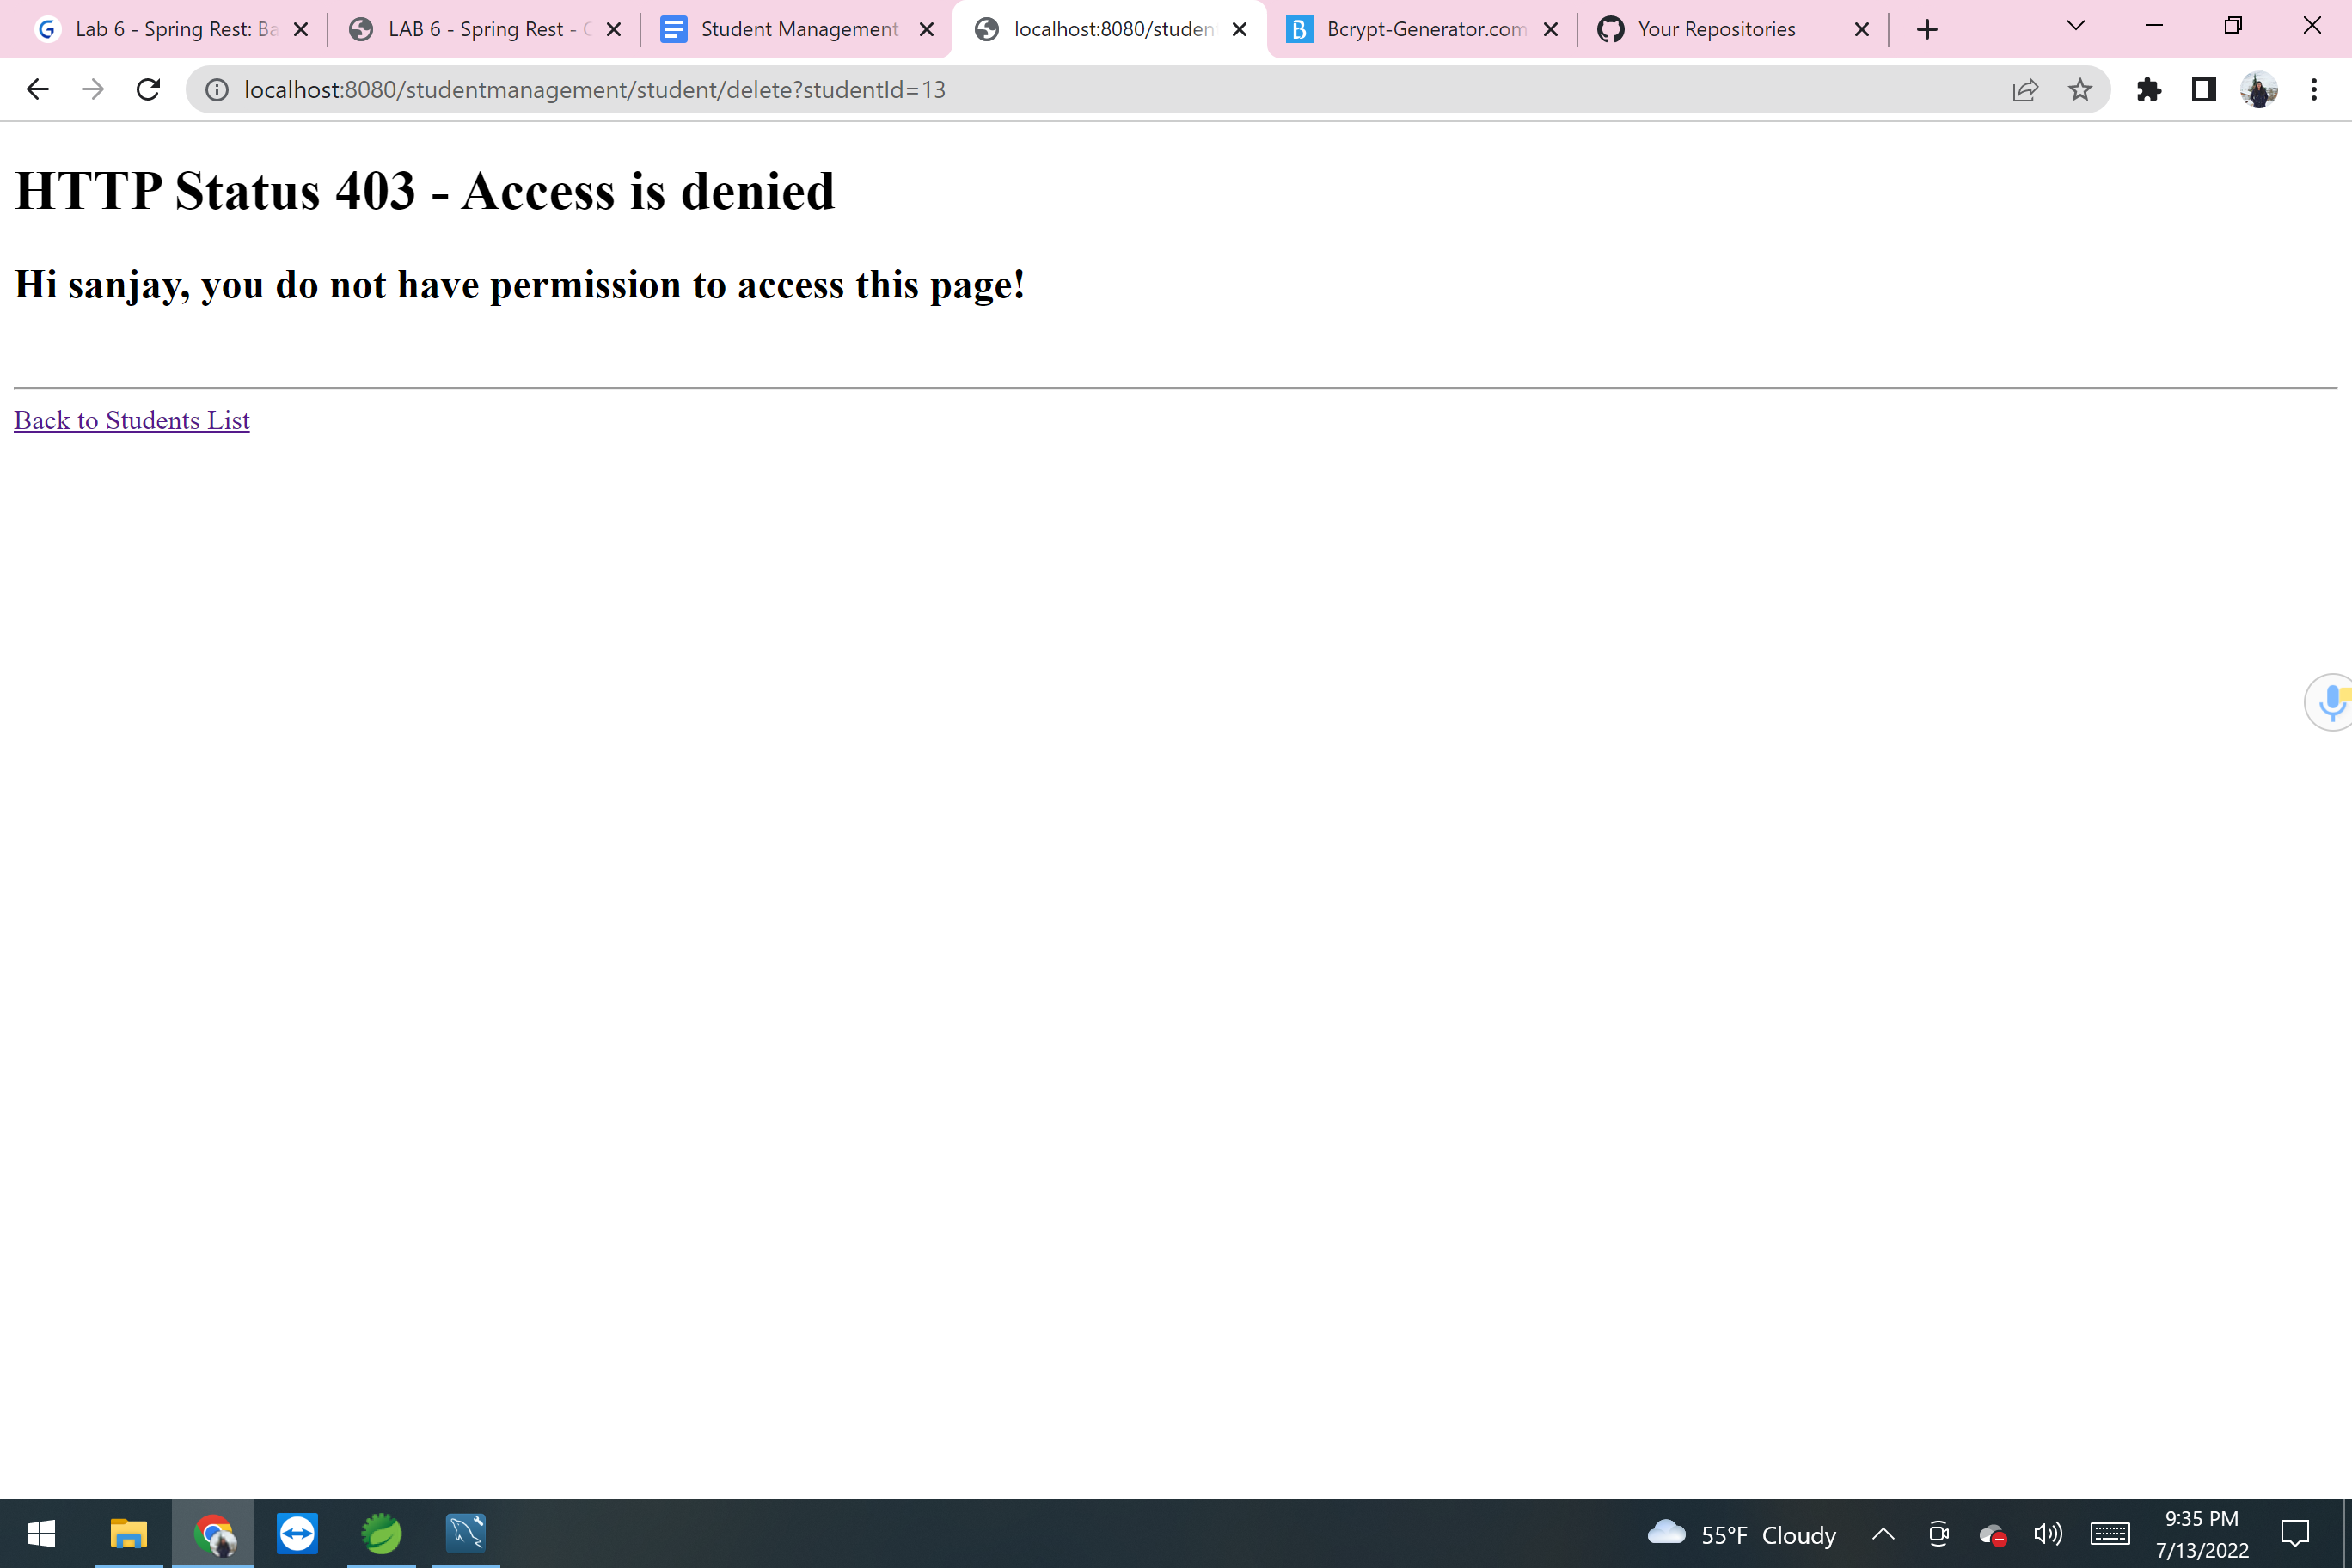 Lab 6 - Spring Rest: Ba
LAB 6 - Spring Rest -
Student Management
localhost:8080/studen
Bcrypt-Generator.com
Your Repositories
localhost:8080/studentmanagement/student/delete?studentId=13
HTTP Status 403 - Access is denied
Hi sanjay, you do not have permission to access this page!
Back to Students List
55°F Cloudy
9:35 PM
7/13/2022